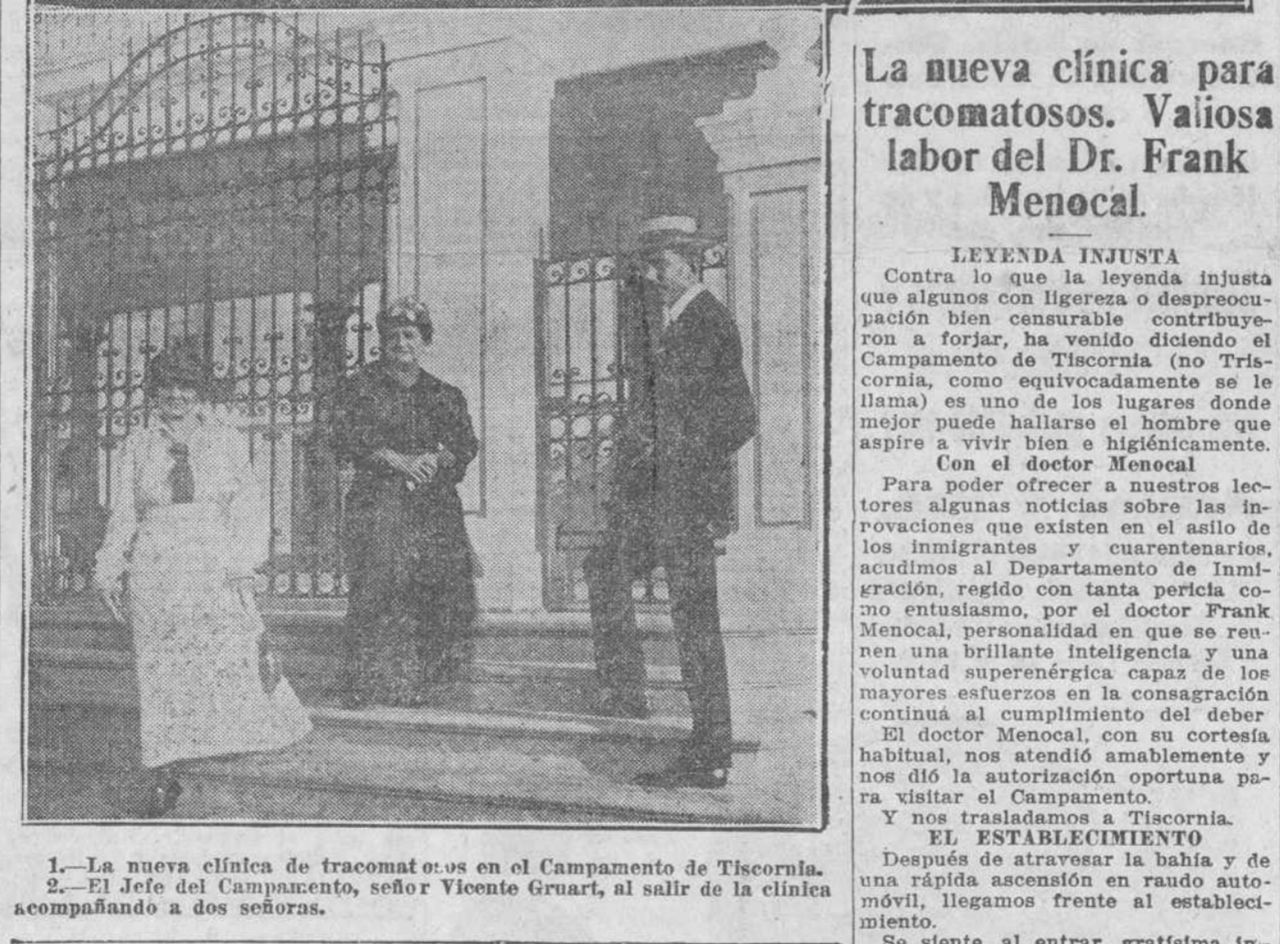 La nueva clínica para
tracomatosos. Valiosa
labor del Dr. Frank
Menocal.
LEYENDA INJUSTA
Contra lo que la leyenda injusta
que algunos con ligereza o despreocu-
pación bien censurable contribuye-
ron a forjar, ha venido diciendo el
Campamento de Tiscornia (no Tris-
cornia, como equivocadamente se le
llama) es uno de los lugares donde
mejor puede hallarse el hombre que
aspire a vivir bien e higiénicamente.
Con el doctor Menocal
Para poder ofrecer a nuestros lec-
tores algunas noticias sobre las in-
novaciones que existen en el asilo de
los inmigrantes y cuarentenarios,
acudimos al Departamento de Inmi-
gración, regido con tanta pericia co-
mo entusiasmo, por el doctor Frank
Menocal, personalidad en que se reu-
nen una brillante inteligencia y una
voluntad superenérgica capaz de los
mayores esfuerzos en la consagración
continuá al cumplimiento del deber
El doctor Menocal, con su cortesía
habitual, nos atendió amablemente y
nos dió la autorización oportuna pa-
ra visitar el Campamento.
Y nos trasladamos a Tiscornia.
EL ESTABLECIMIENTO
Después de atravesar la bahía y de
una rápida ascensión en raudo auto-
móvil, llegamos frente al estableci-
miento.
Se siente al entrar gratísima im-
1.—La nueva clínica de tracomatosos en el Campamento de Tiscornia.
2.—El Jefe del Campamento, señor Vicente Gruart, al salir de la clínica
acompañando a dos señoras.